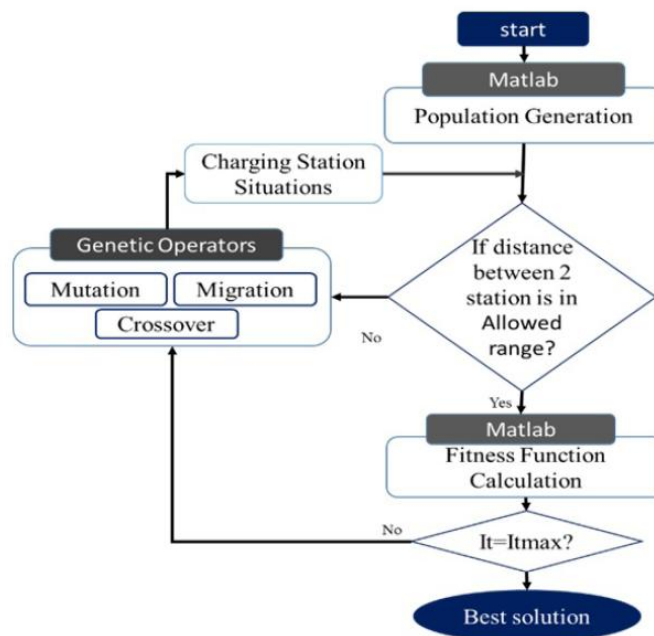 start
Matlab
Population Generation
Charging Station
Situations
Genetic Operators
Mutation
Migration
Crossover
If distance
between 2
station is in
Allowed
range?
No
Yes
Matlab
Fitness Function
Calculation
No
It=Itmax?
Best solution